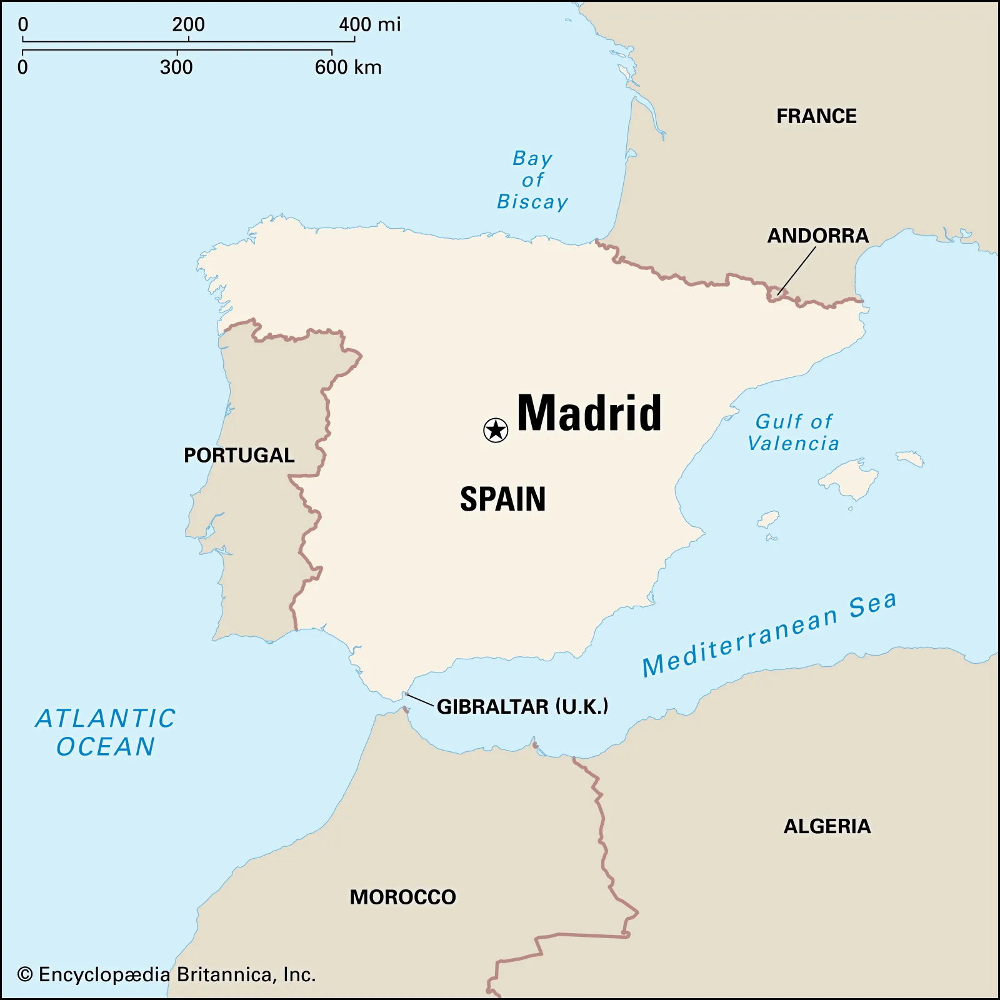 0 200 400 mi
0 300 600 km
FRANCE
Bay
of
Biscay
ANDORRA
Madrid
Gulf of
Valencia
PORTUGAL
SPAIN
Mediterranean Sea
GIBRALTAR (U.K.)
ATLANTIC
OCEAN
ALGERIA
MOROCCO
© Encyclopædia Britannica, Inc.